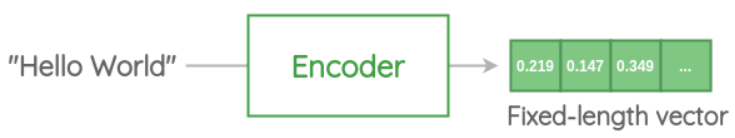 "Hello World"
Encoder
0.219 0.147 0.349 ...
Fixed-length vector